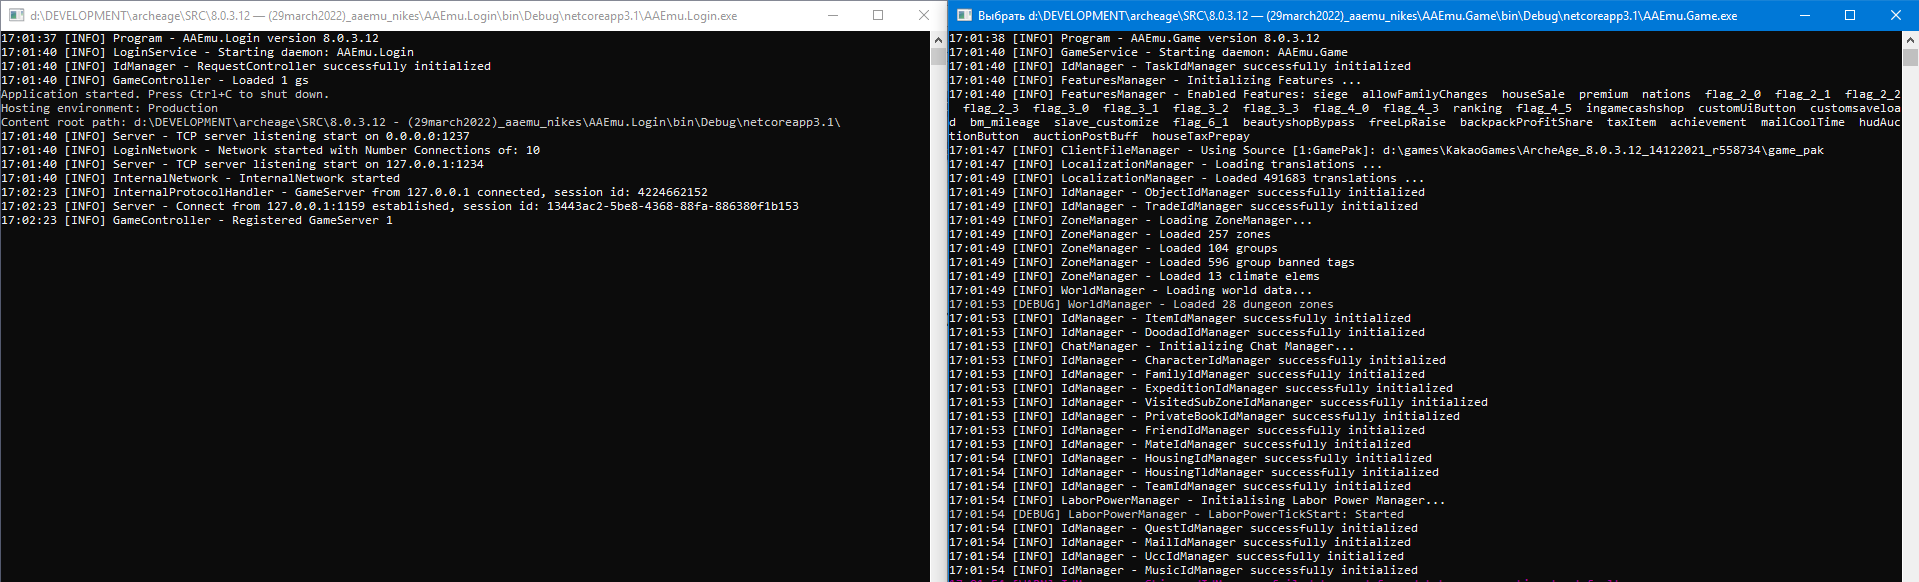 d:\DEVELOPMENT\archeage\SRC\8.0.3.12 — (29march2022)_aaemu_nikes\AAEmu.Login\bin\Debug\netcoreapp3.1\AAEmu.Login.exe
17:01:37 [INFO] Program - AAEmu.Login version 8.0.3.12
17:01:40 [INFO] LoginService - Starting daemon: AAEmu.Login
17:01:40 [INFO] IdManager - RequestController successfully initialized
17:01:40 [INFO] GameController - Loaded 1 gs
Application started. Press Ctrl+C to shut down.
Hosting environment: Production
Content root path: d:\DEVELOPMENT\archeage\SRC\8.0.3.12 - (29march2022)_aaemu_nikes\AAEmu.Login\bin\Debug\netcoreapp3.1\
17:01:40 [INFO] Server - TCP server listening start on 0.0.0.0:1237
17:01:40 [INFO] LoginNetwork - Network started with Number Connections of: 10
17:01:40 [INFO] Server - TCP server listening start on 127.0.0.1:1234
17:01:40 [INFO] InternalNetwork - InternalNetwork started
17:02:23 [INFO] InternalProtocolHandler - GameServer from 127.0.0.1 connected, session id: 4224662152
17:02:23 [INFO] Server - Connect from 127.0.0.1:1159 established, session id: 13443ac2-5be8-4368-88fa-886380f1b153
17:02:23 [INFO] GameController - Registered GameServer 1
Выбрать d:\DEVELOPMENT\archeage\SRC\8.0.3.12 — (29march2022)_aaemu_nikes\AAEmu.Game\bin\Debug\netcoreapp3.1\AAEmu.Game.exe
17:01:38 [INFO] Program - AAEmu.Game version 8.0.3.12
17:01:40 [INFO] GameService - Starting daemon: AAEmu.Game
17:01:40 [INFO] IdManager - TaskIdManager successfully initialized
17:01:40 [INFO] FeaturesManager - Initializing Features ...
17:01:40 [INFO] FeaturesManager - Enabled Features: siege  allowFamilyChanges  houseSale  premium  nations  flag_2_0  flag_2_1  flag_2_2
  flag_2_3  flag_3_0  flag_3_1  flag_3_2  flag_3_3  flag_4_0  flag_4_3  ranking  flag_4_5  ingamecashshop  customUiButton  customsaveloa
d  bm_mileage  slave_customize  flag_6_1  beautyshopBypass  freeLpRaise  backpackProfitShare  taxItem  achievement  mailCoolTime  hudAuc
tionButton  auctionPostBuff  houseTaxPrepay
17:01:47 [INFO] ClientFileManager - Using Source [1:GamePak]: d:\games\KakaoGames\ArcheAge_8.0.3.12_14122021_r558734\game_pak
17:01:47 [INFO] LocalizationManager - Loading translations ...
17:01:49 [INFO] LocalizationManager - Loaded 491683 translations ...
17:01:49 [INFO] IdManager - ObjectIdManager successfully initialized
17:01:49 [INFO] IdManager - TradeIdManager successfully initialized
17:01:49 [INFO] ZoneManager - Loading ZoneManager...
17:01:49 [INFO] ZoneManager - Loaded 257 zones
17:01:49 [INFO] ZoneManager - Loaded 104 groups
17:01:49 [INFO] ZoneManager - Loaded 596 group banned tags
17:01:49 [INFO] ZoneManager - Loaded 13 climate elems
17:01:49 [INFO] WorldManager - Loading world data...
17:01:53 [DEBUG] WorldManager - Loaded 28 dungeon zones
17:01:53 [INFO] IdManager - ItemIdManager successfully initialized
17:01:53 [INFO] IdManager - DoodadIdManager successfully initialized
17:01:53 [INFO] ChatManager - Initializing Chat Manager...
17:01:53 [INFO] IdManager - CharacterIdManager successfully initialized
17:01:53 [INFO] IdManager - FamilyIdManager successfully initialized
17:01:53 [INFO] IdManager - ExpeditionIdManager successfully initialized
17:01:53 [INFO] IdManager - VisitedSubZoneIdMananger successfully initialized
17:01:53 [INFO] IdManager - PrivateBookIdManager successfully initialized
17:01:53 [INFO] IdManager - FriendIdManager successfully initialized
17:01:53 [INFO] IdManager - MateIdManager successfully initialized
17:01:54 [INFO] IdManager - HousingIdManager successfully initialized
17:01:54 [INFO] IdManager - HousingTldManager successfully initialized
17:01:54 [INFO] IdManager - TeamIdManager successfully initialized
17:01:54 [INFO] LaborPowerManager - Initialising Labor Power Manager...
17:01:54 [DEBUG] LaborPowerManager - LaborPowerTickStart: Started
17:01:54 [INFO] IdManager - QuestIdManager successfully initialized
17:01:54 [INFO] IdManager - MailIdManager successfully initialized
17:01:54 [INFO] IdManager - UccIdManager successfully initialized
17:01:54 [INFO] IdManager - MusicIdManager successfully initialized